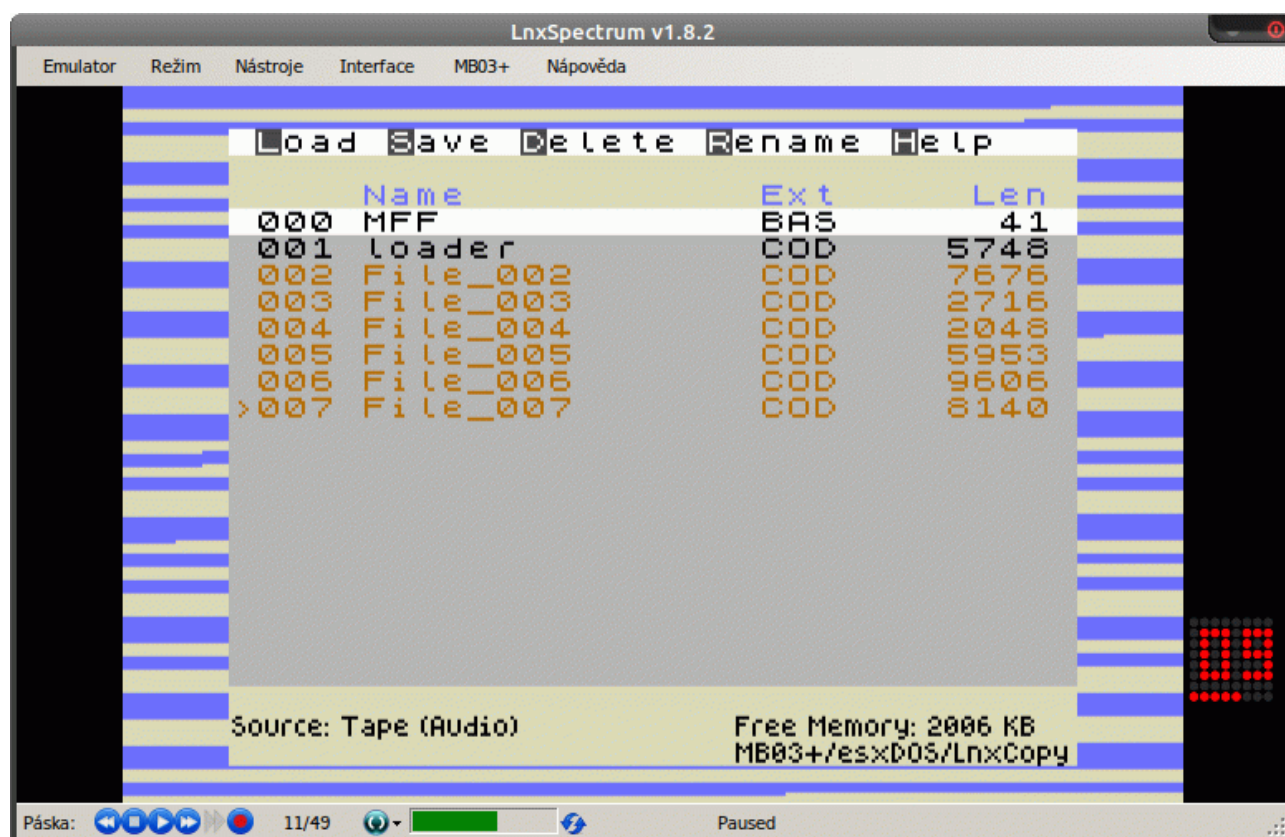 LnxSpectrum v1.8.2
Emulator Režim Nástroje Interface MB03+ Nápověda
Load Save Delete Rename Help
Name Ext Len
000 MFF BAS 41
001 loader COD 5748
002 File_002 COD 7676
003 File_003 COD 2716
004 File_004 COD 2048
005 File_005 COD 5953
006 File_006 COD 9606
>007 File_007 COD 8140
09
Source: Tape (Audio) Free Memory: 2006 KB
MB03+/esxDOS/LnxCopy
Páska: 11/49 Paused